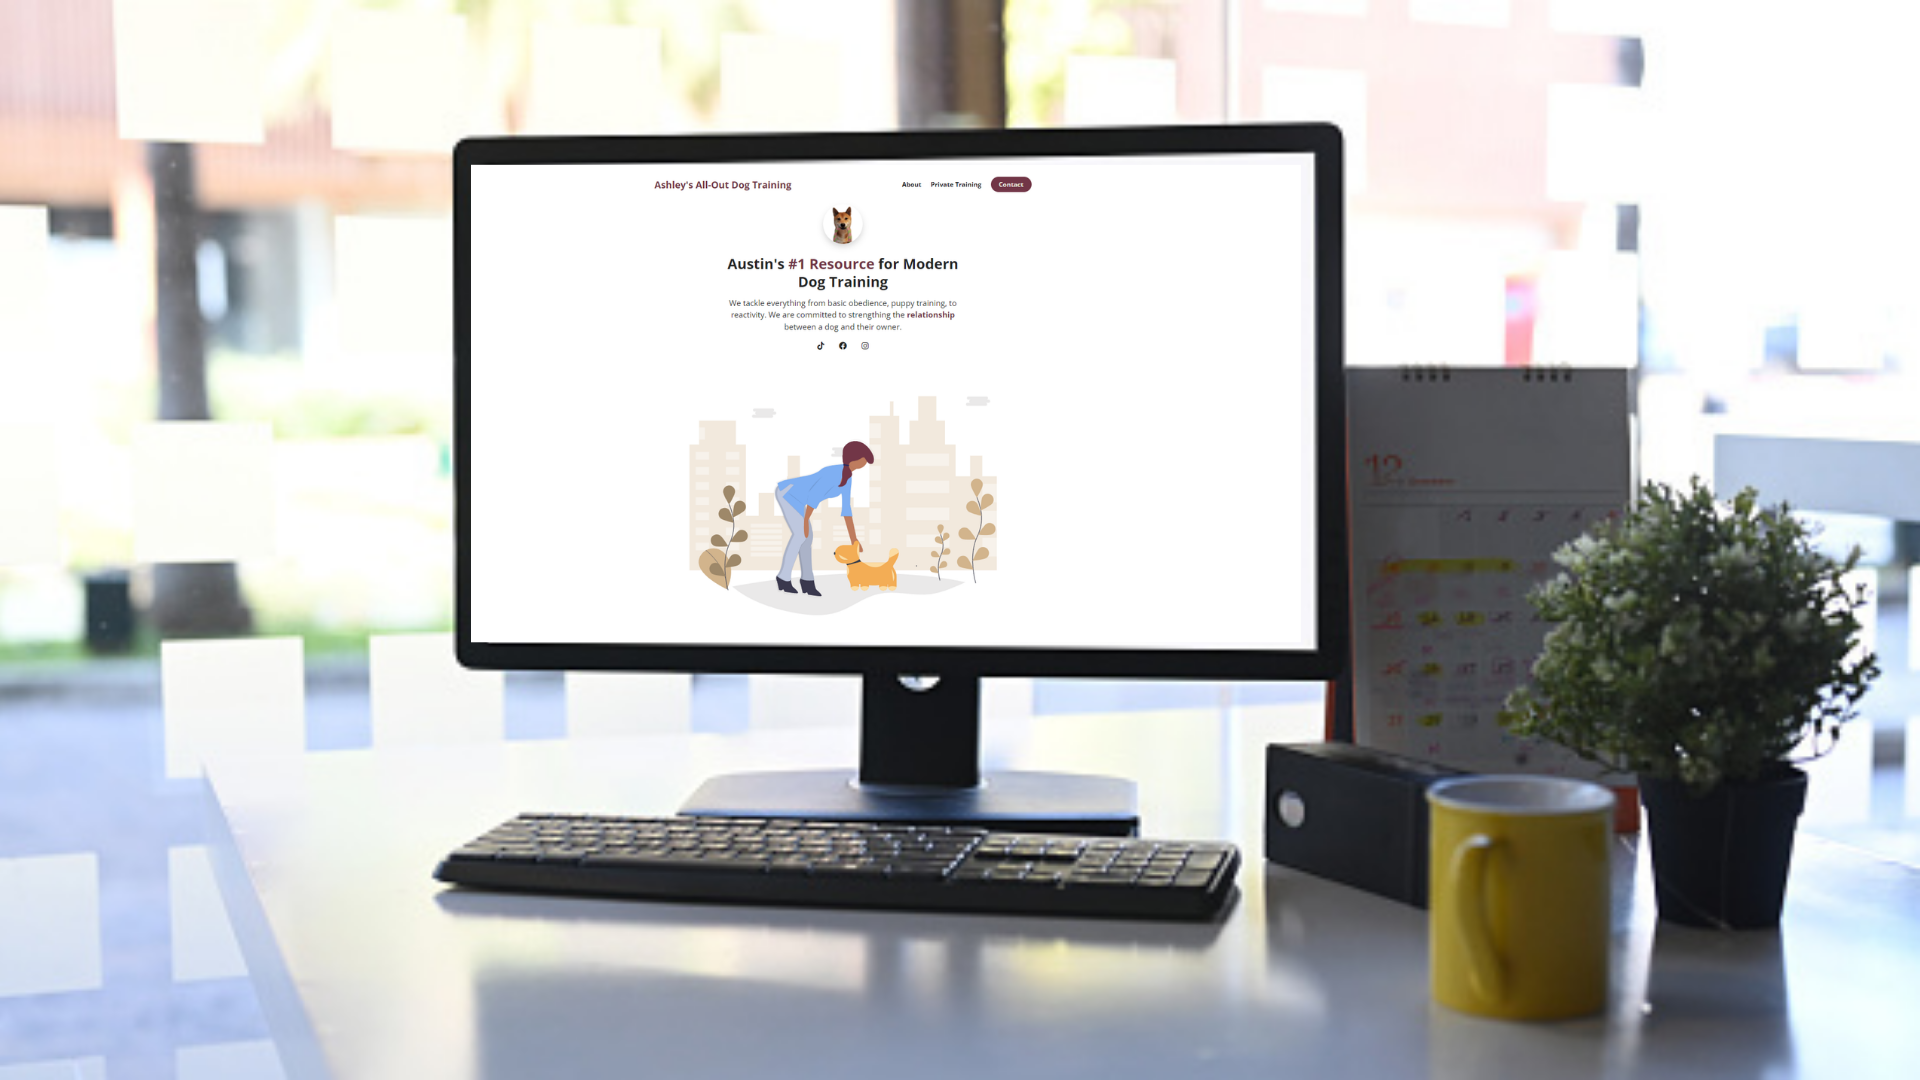 Ashley's All-Out Dog Training
About Private Training Contact
Austin's #1 Resource for Modern
Dog Training
We tackle everything from basic obedience, puppy training, to
reactivity. We are committed to strengthing the relationship
between a dog and their owner.
12